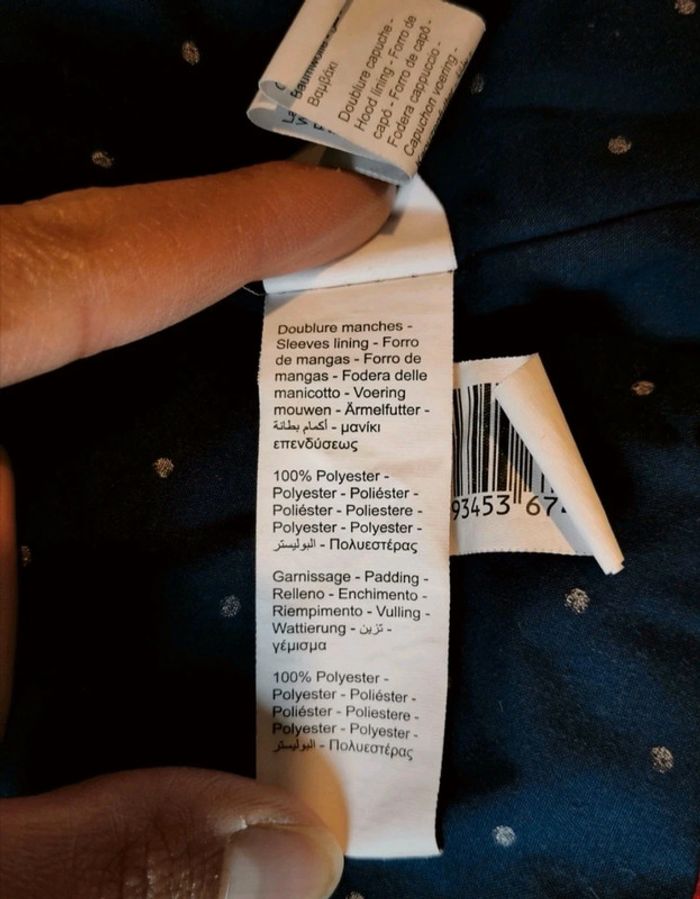 Baumwolle -
Βαμβάκι
Doublure capuche -
Hood lining - Forro de
capó - Forro de capô -
Fodera cappuccio -
Capuchon voering -
Doublure manches -
Sleeves lining - Forro
de mangas - Forro de
mangas - Fodera delle
manicotto - Voering
mouwen - Ärmelfutter -
أكمام بطانة - μανίκι
επενδύσεως
100% Polyester -
Polyester - Poliéster -
Poliéster - Poliestere -
Polyester - Polyester -
البوليستر - Πολυεστέρας
Garnissage - Padding -
Relleno - Enchimento -
Riempimento - Vulling -
Wattierung - تزين -
γέμισμα
100% Polyester -
Polyester - Poliéster -
Poliéster - Poliestere -
Polyester - Polyester -
البوليستر - Πολυεστέρας
93453 67